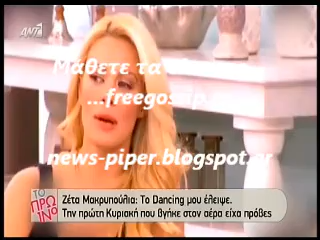 ANT1
Μάθετε τα
...freegossip
news-piper.blogspot.gr
ΤΟ ΠΡΩΙΝΟ
Ζέτα Μακρυπούλια: Το Dancing μου έλειψε.
Την πρώτη Κυριακή που βγήκε στον αέρα είχα πρόβες